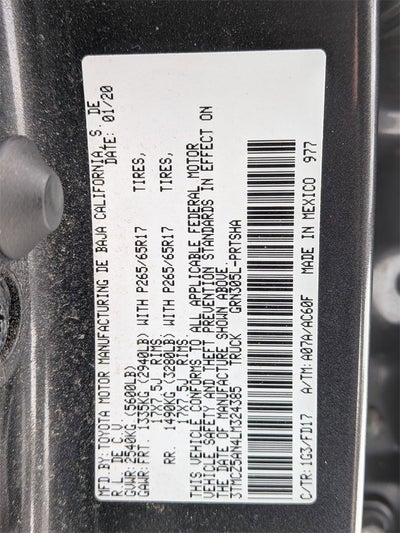 MFD.BY:TOYOTA MOTOR MANUFACTURING DE BAJA CALIFORNIA, S. DE
R.L. DE C.V. DATE: 01/20
GVWR: 2540KG (5600LB)
GAWR: FRT. 1335KG (2940LB) WITH P265/65R17 TIRES,
17X7.5J RIMS
RR. 1490KG (3280LB) WITH P265/65R17 TIRES,
17X7.5J RIMS
THIS VEHICLE CONFORMS TO ALL APPLICABLE FEDERAL MOTOR
VEHICLE SAFETY AND THEFT PREVENTION STANDARDS IN EFFECT ON
THE DATE OF MANUFACTURE SHOWN ABOVE.
3TMCZ5AN4LM324385 TRUCK GRN305L-PRTSHA
C/TR: 1G3/FD17 A/TM: A07A/AC60F MADE IN MEXICO 977